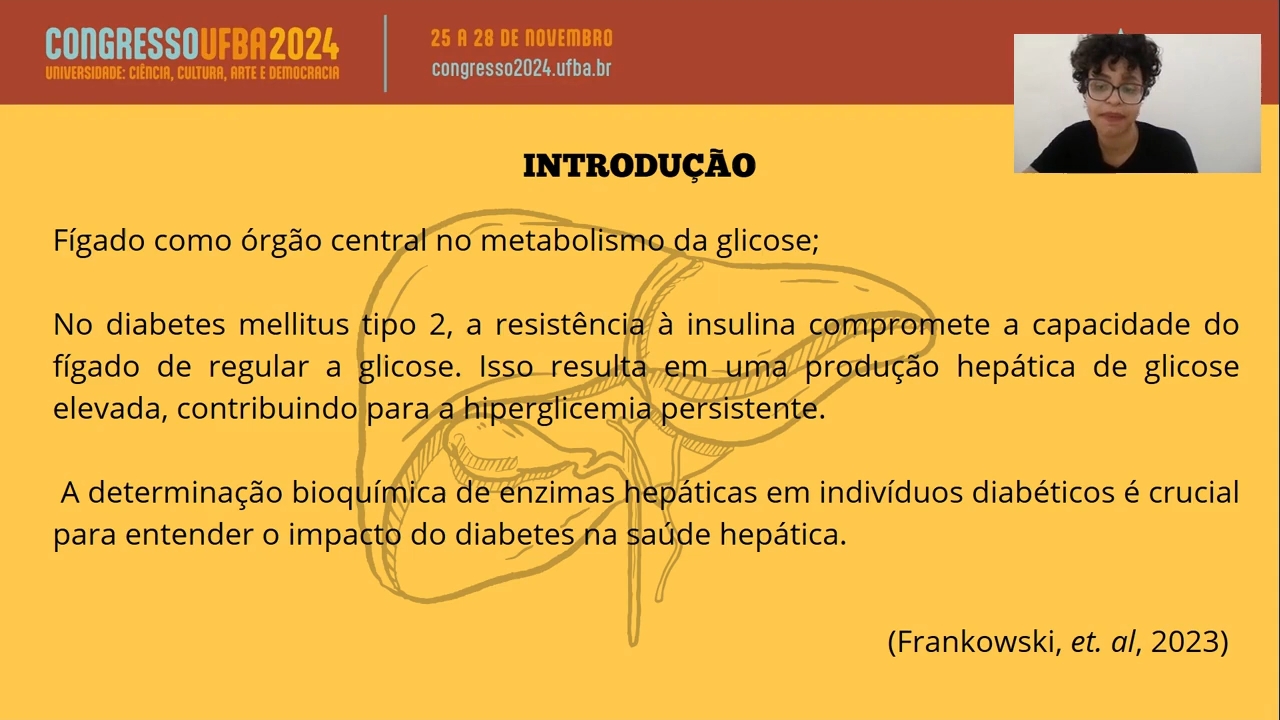 CONGRESSOUFBA2024
UNIVERSIDADE: CIÊNCIA, CULTURA, ARTE E DEMOCRACIA
25 A 28 DE NOVEMBRO
congresso2024.ufba.br
INTRODUÇÃO
Fígado como órgão central no metabolismo da glicose;
No diabetes mellitus tipo 2, a resistência à insulina compromete a capacidade do
fígado de regular a glicose. Isso resulta em uma produção hepática de glicose
elevada, contribuindo para a hiperglicemia persistente.
A determinação bioquímica de enzimas hepáticas em indivíduos diabéticos é crucial
para entender o impacto do diabetes na saúde hepática.
(Frankowski, et. al, 2023)